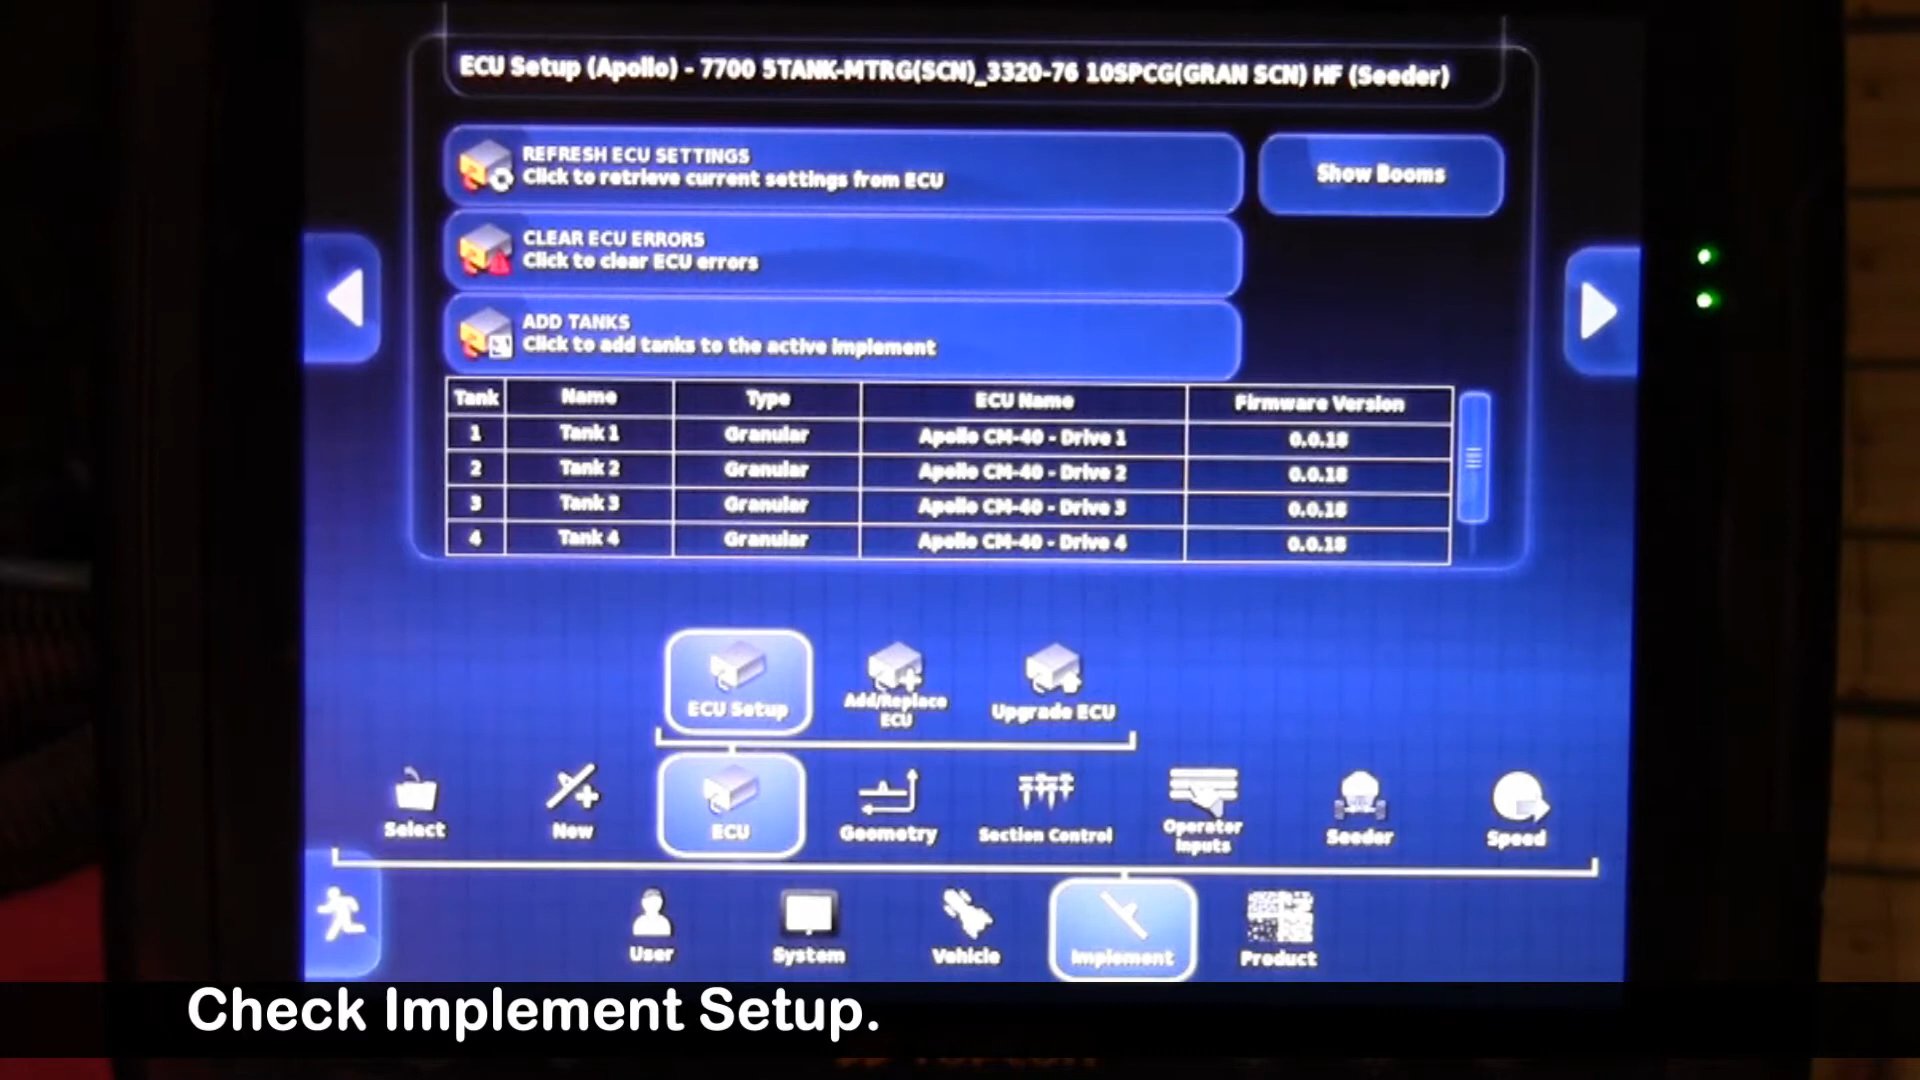 ECU Setup (Apollo) - 7700 5TANK-MTRG(SCN)_3320-76 10SPCG(GRAN SCN) HF (Seeder)
REFRESH ECU SETTINGS
Click to retrieve current settings from ECU
Show Booms
CLEAR ECU ERRORS
Click to clear ECU errors
ADD TANKS
Click to add tanks to the active implement
Tank Name Type ECU Name Firmware Version
1 Tank 1 Granular Apollo CM-40 - Drive 1 0.0.18
2 Tank 2 Granular Apollo CM-40 - Drive 2 0.0.18
3 Tank 3 Granular Apollo CM-40 - Drive 3 0.0.18
4 Tank 4 Granular Apollo CM-40 - Drive 4 0.0.18
ECU Setup
Add/Replace
ECU
Upgrade ECU
Select
New
ECU
Geometry
Section Control
Operator
Inputs
Seeder
Speed
User
System
Vehicle
Implement
Product
Check Implement Setup.